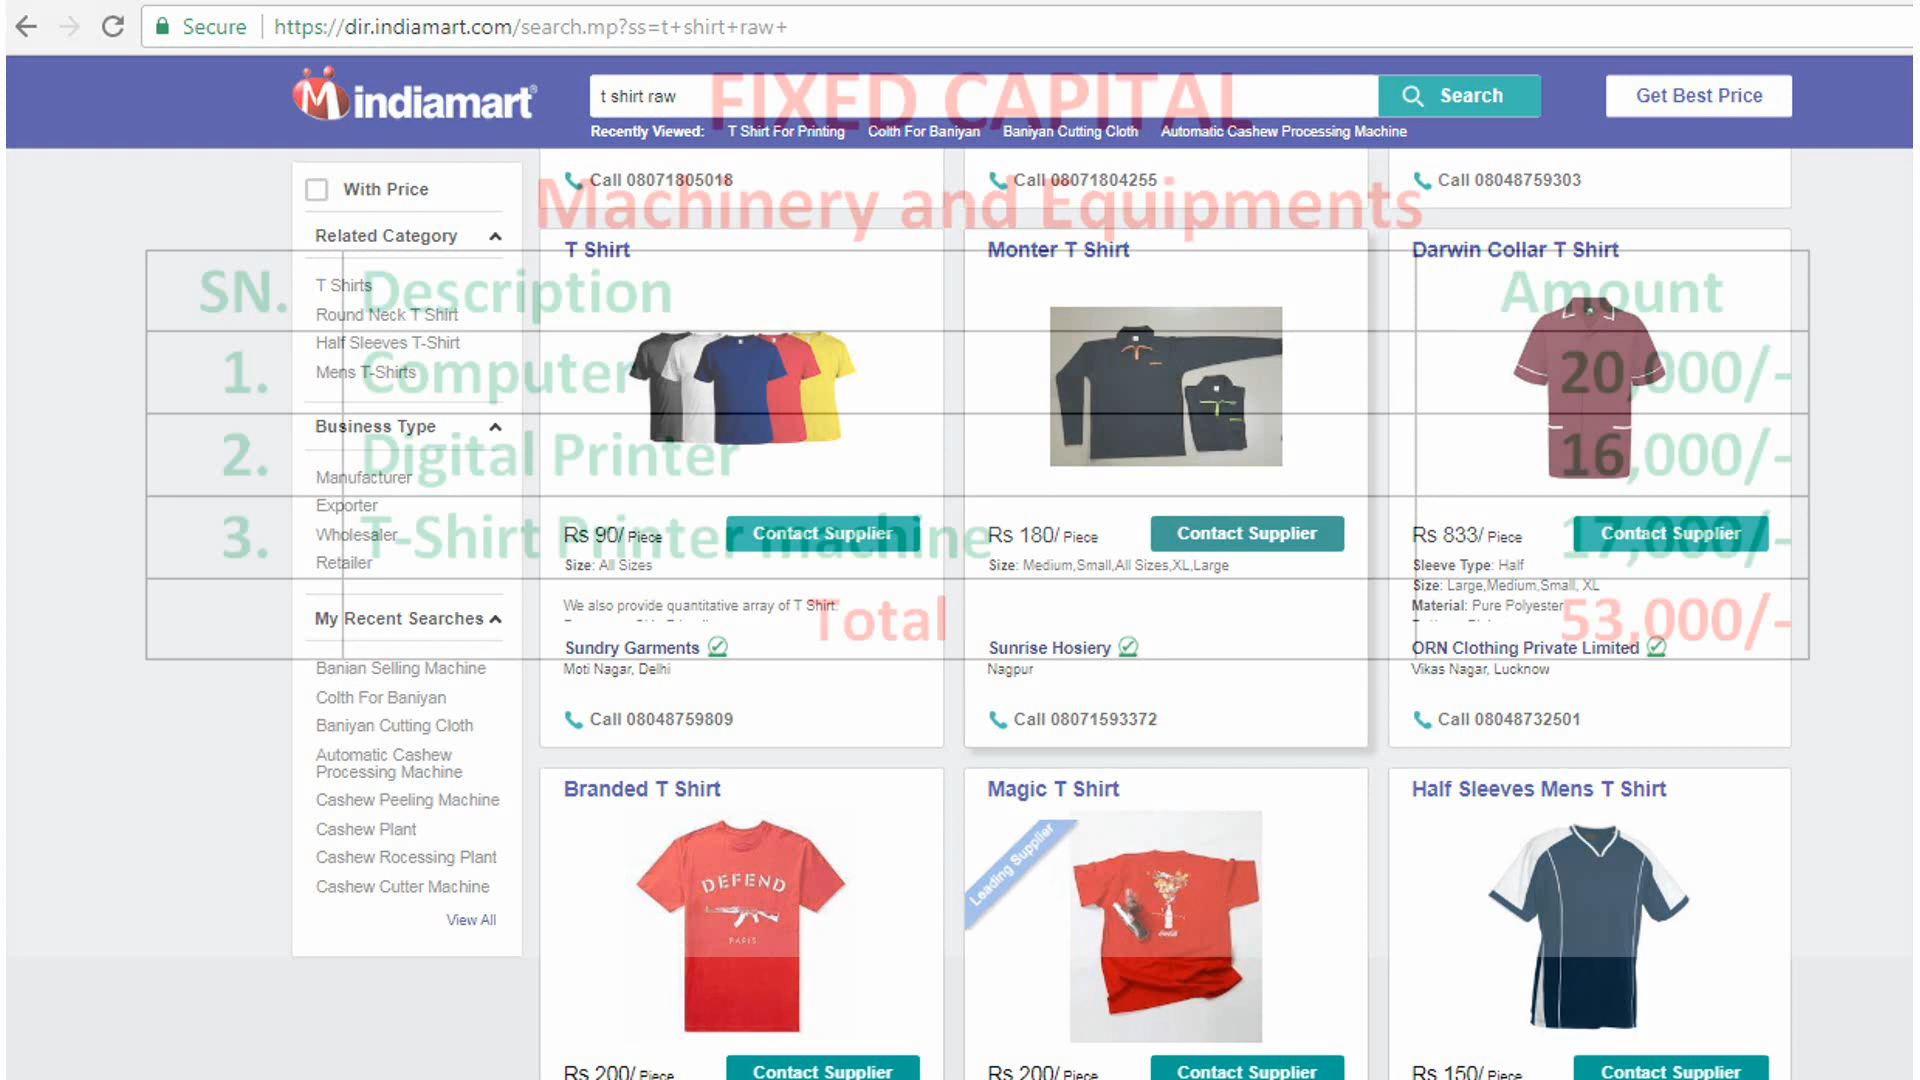 Secure
https://dir.indiamart.com/search.mp?ss=t+shirt+raw+
indiamart
t shirt raw
Search
Get Best Price
FIXED CAPITAL
Recently Viewed: T Shirt For Printing Colth For Baniyan Baniyan Cutting Cloth Automatic Cashew Processing Machine
Machinery and Equipments
With Price
Related Category
T Shirts
Round Neck T Shirt
Half Sleeves T-Shirt
Mens T-Shirts
Business Type
Manufacturer
Exporter
Wholesaler
Retailer
My Recent Searches
Banian Selling Machine
Colth For Baniyan
Baniyan Cutting Cloth
Automatic Cashew
Processing Machine
Cashew Peeling Machine
Cashew Plant
Cashew Rocessing Plant
Cashew Cutter Machine
View All
Call 08071805018
Call 08071804255
Call 08048759303
SN. Description Amount
1. Computer 20,000/-
2. Digital Printer 16,000/-
3. T-Shirt Printer machine 17,000/-
Total 53,000/-
T Shirt
Rs 90/ Piece
Contact Supplier
Size: All Sizes
We also provide quantitative array of T Shirt.
Sundry Garments
Moti Nagar, Delhi
Call 08048759809
Monter T Shirt
Rs 180/ Piece
Contact Supplier
Size: Medium,Small,All Sizes,XL,Large
Sunrise Hosiery
Nagpur
Call 08071593372
Darwin Collar T Shirt
Rs 833/ Piece
Contact Supplier
Sleeve Type: Half
Size: Large,Medium,Small, XL
Material: Pure Polyester
ORN Clothing Private Limited
Vikas Nagar, Lucknow
Call 08048732501
Branded T Shirt
DEFEND
PARIS
Rs 200/ Piece
Contact Supplier
Magic T Shirt
Leading Supplier
Rs 200/ Piece
Contact Supplier
Half Sleeves Mens T Shirt
Rs 150/ Piece
Contact Supplier